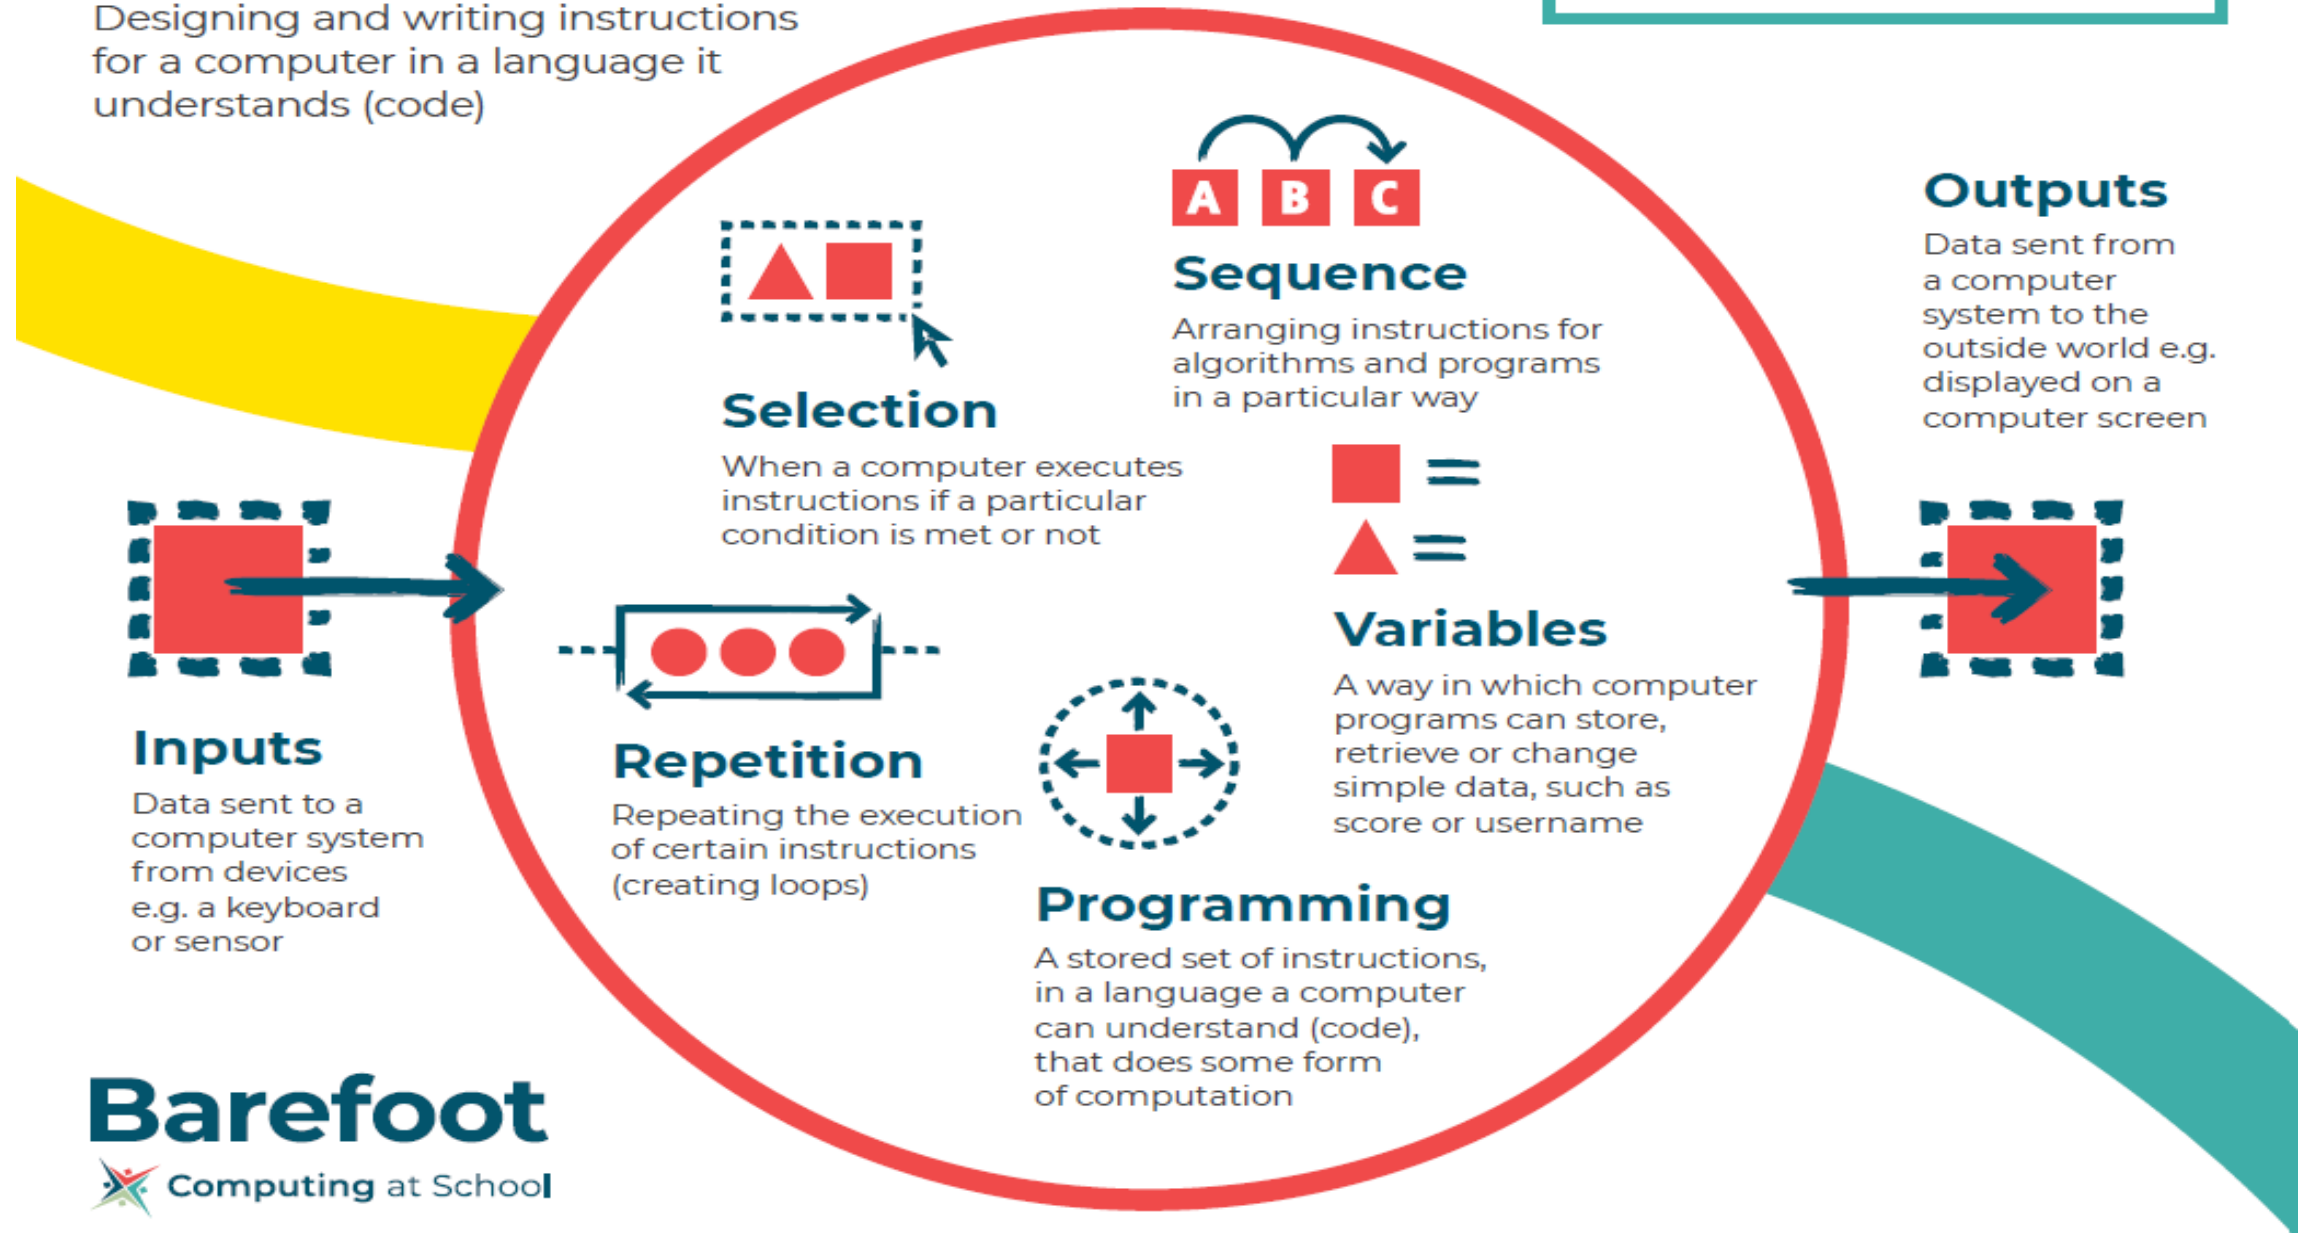 Designing and writing instructions
for a computer in a language it
understands (code)
A B C
Sequence
Arranging instructions for
algorithms and programs
in a particular way
Selection
When a computer executes
instructions if a particular
condition is met or not
Outputs
Data sent from
a computer
system to the
outside world e.g.
displayed on a
computer screen
Variables
A way in which computer
programs can store,
retrieve or change
simple data, such as
score or username
Inputs
Data sent to a
computer system
from devices
e.g. a keyboard
or sensor
Repetition
Repeating the execution
of certain instructions
(creating loops)
Programming
A stored set of instructions,
in a language a computer
can understand (code),
that does some form
of computation
Barefoot
Computing at School